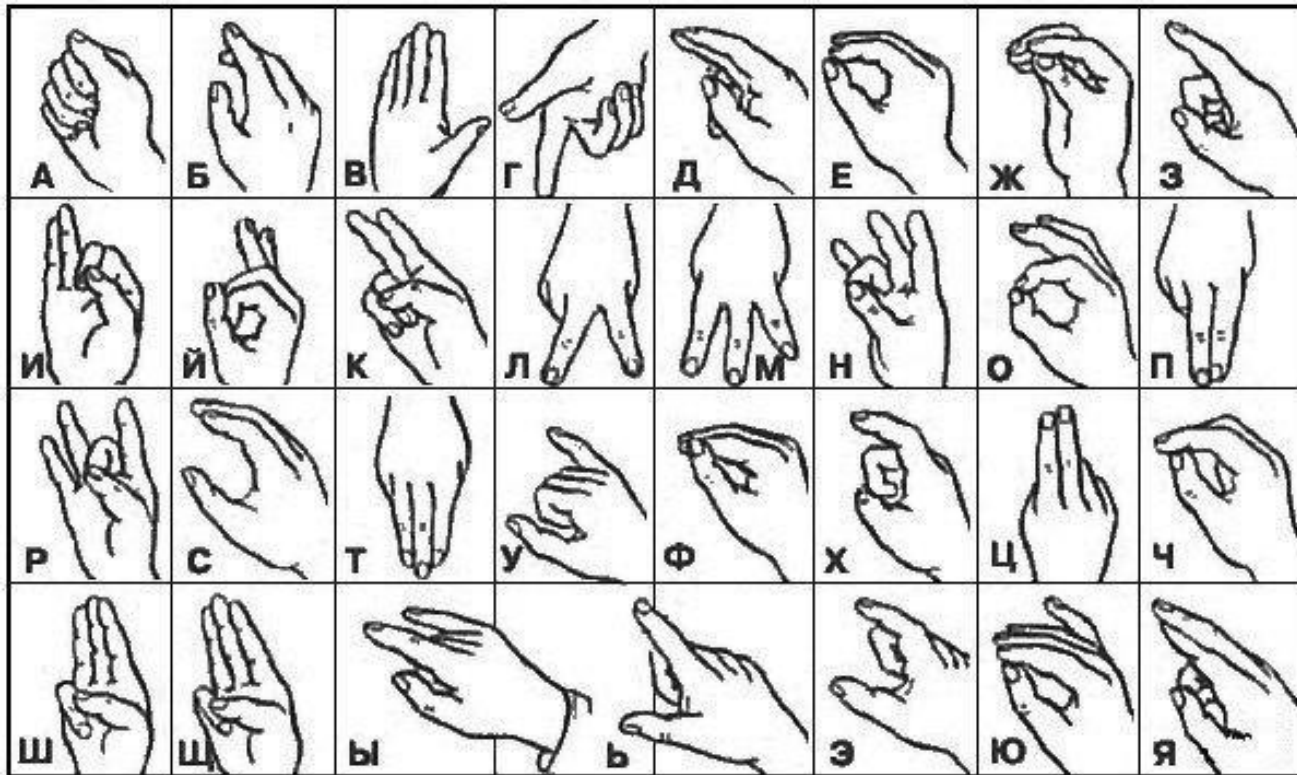 А Б В Г Д Е Ж З
И Й К Л М Н О П
Р С Т У Ф Х Ц Ч
Ш Щ Ы Ь Э Ю Я